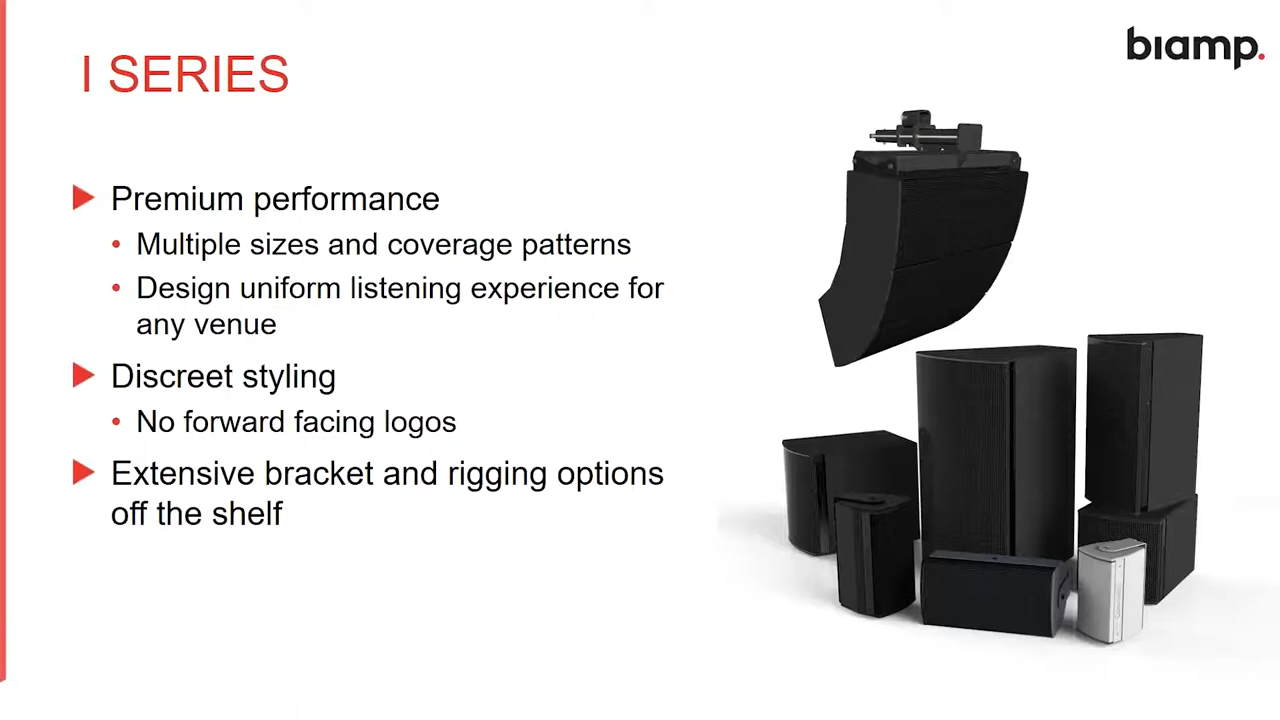 biamp.
I SERIES
Premium performance
Multiple sizes and coverage patterns
Design uniform listening experience for
any venue
Discreet styling
No forward facing logos
Extensive bracket and rigging options
off the shelf